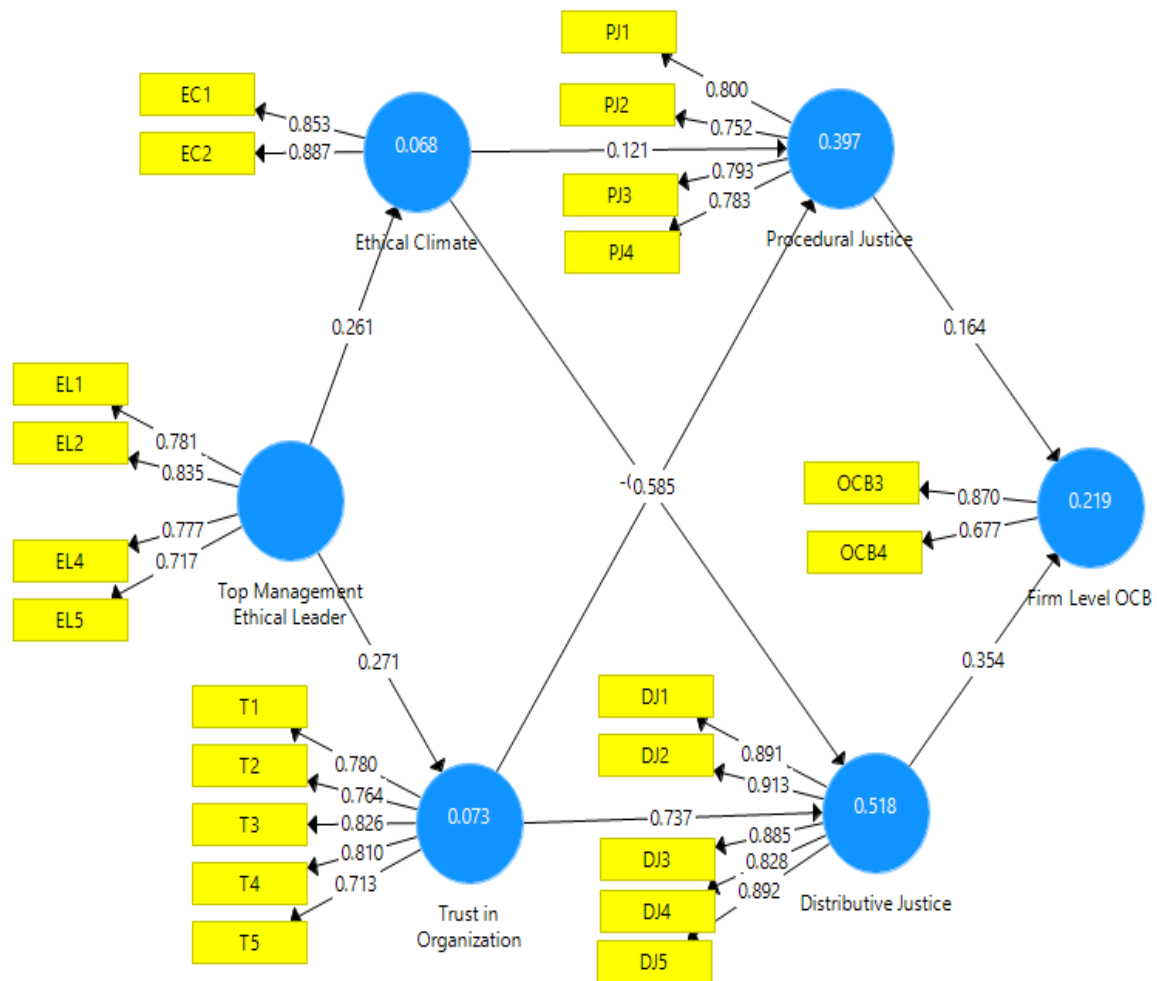 PJ1
0.800
EC1
0.853
PJ2
0.752
EC2
0.887
0.068
0.121
0.397
0.793
PJ3
0.783
PJ4
Ethical Climate
Procedural Justice
0.261
0.164
EL1
0.781
EL2
0.835
0.585
OCB3
0.870
0.219
EL4
0.777
0.717
OCB4
0.677
EL5
Top Management
Ethical Leader
Firm Level OCB
0.271
0.354
T1
0.780
DJ1
0.891
T2
0.764
DJ2
0.913
T3
0.826
0.073
0.737
0.518
0.810
T4
0.713
0.885
DJ3
0.828
0.892
DJ4
T5
Trust in
Organization
Distributive Justice
DJ5